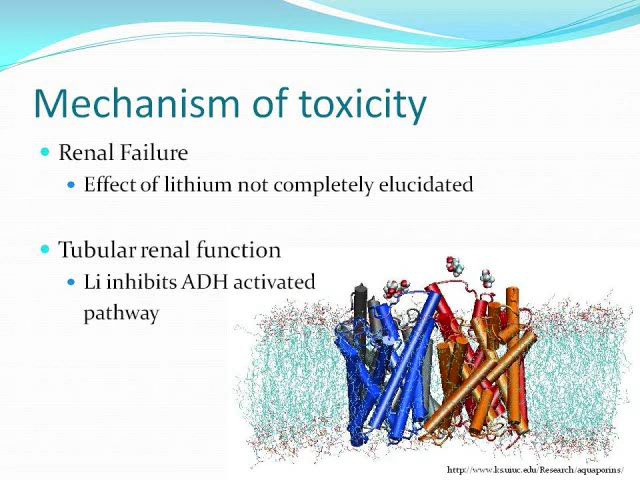 Mechanism of toxicity
Renal Failure
Effect of lithium not completely elucidated
Tubular renal function
Li inhibits ADH activated
pathway
http://www.ks.uiuc.edu/Research/aquaporins/